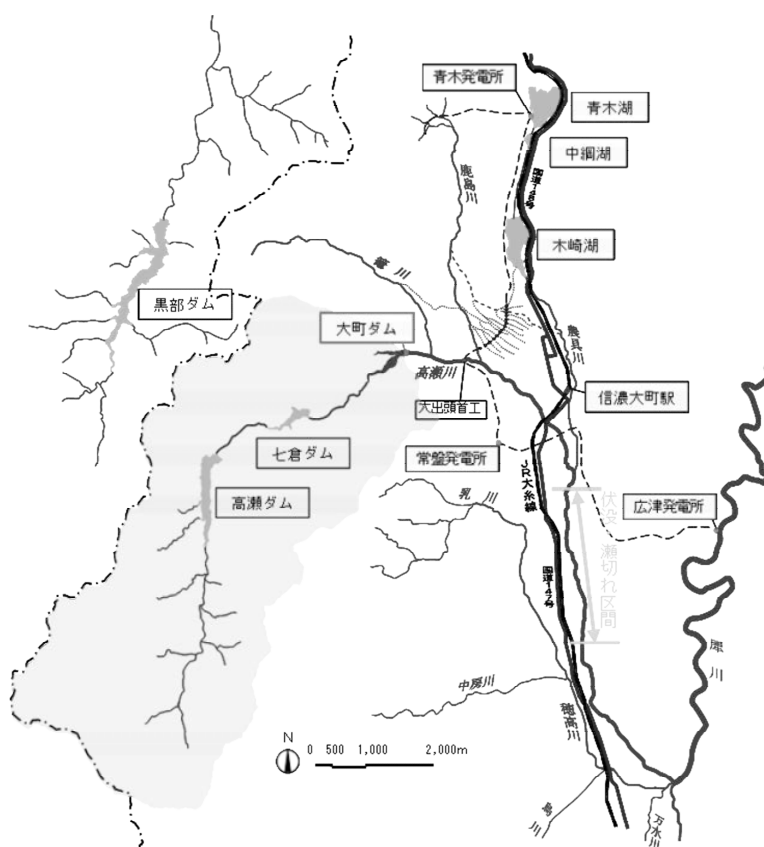 青木発電所
青木湖
中綱湖
国道148号
鹿島川
木崎湖
黒部ダム
籠川
大町ダム
農具川
高瀬川
大出頭首工
信濃大町駅
七倉ダム
常盤発電所
高瀬ダム
乳川
JR大糸線
広津発電所
伏没・瀬切れ区間
国道147号
犀川
中房川
穂高川
N
0 500 1,000 2,000m
烏川
万水川